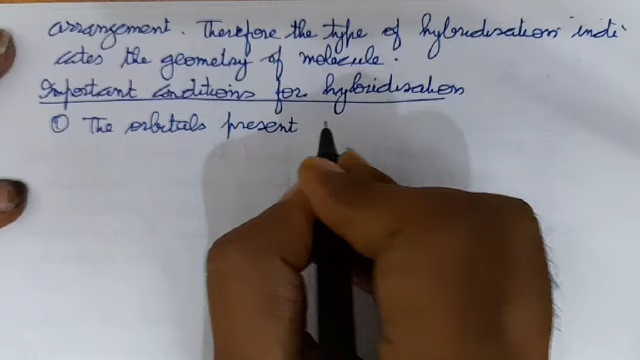 arrangement. Therefore the type of hybridisation indi
cates the geometry of molecule.
Important conditions for hybridisation
① The orbitals present